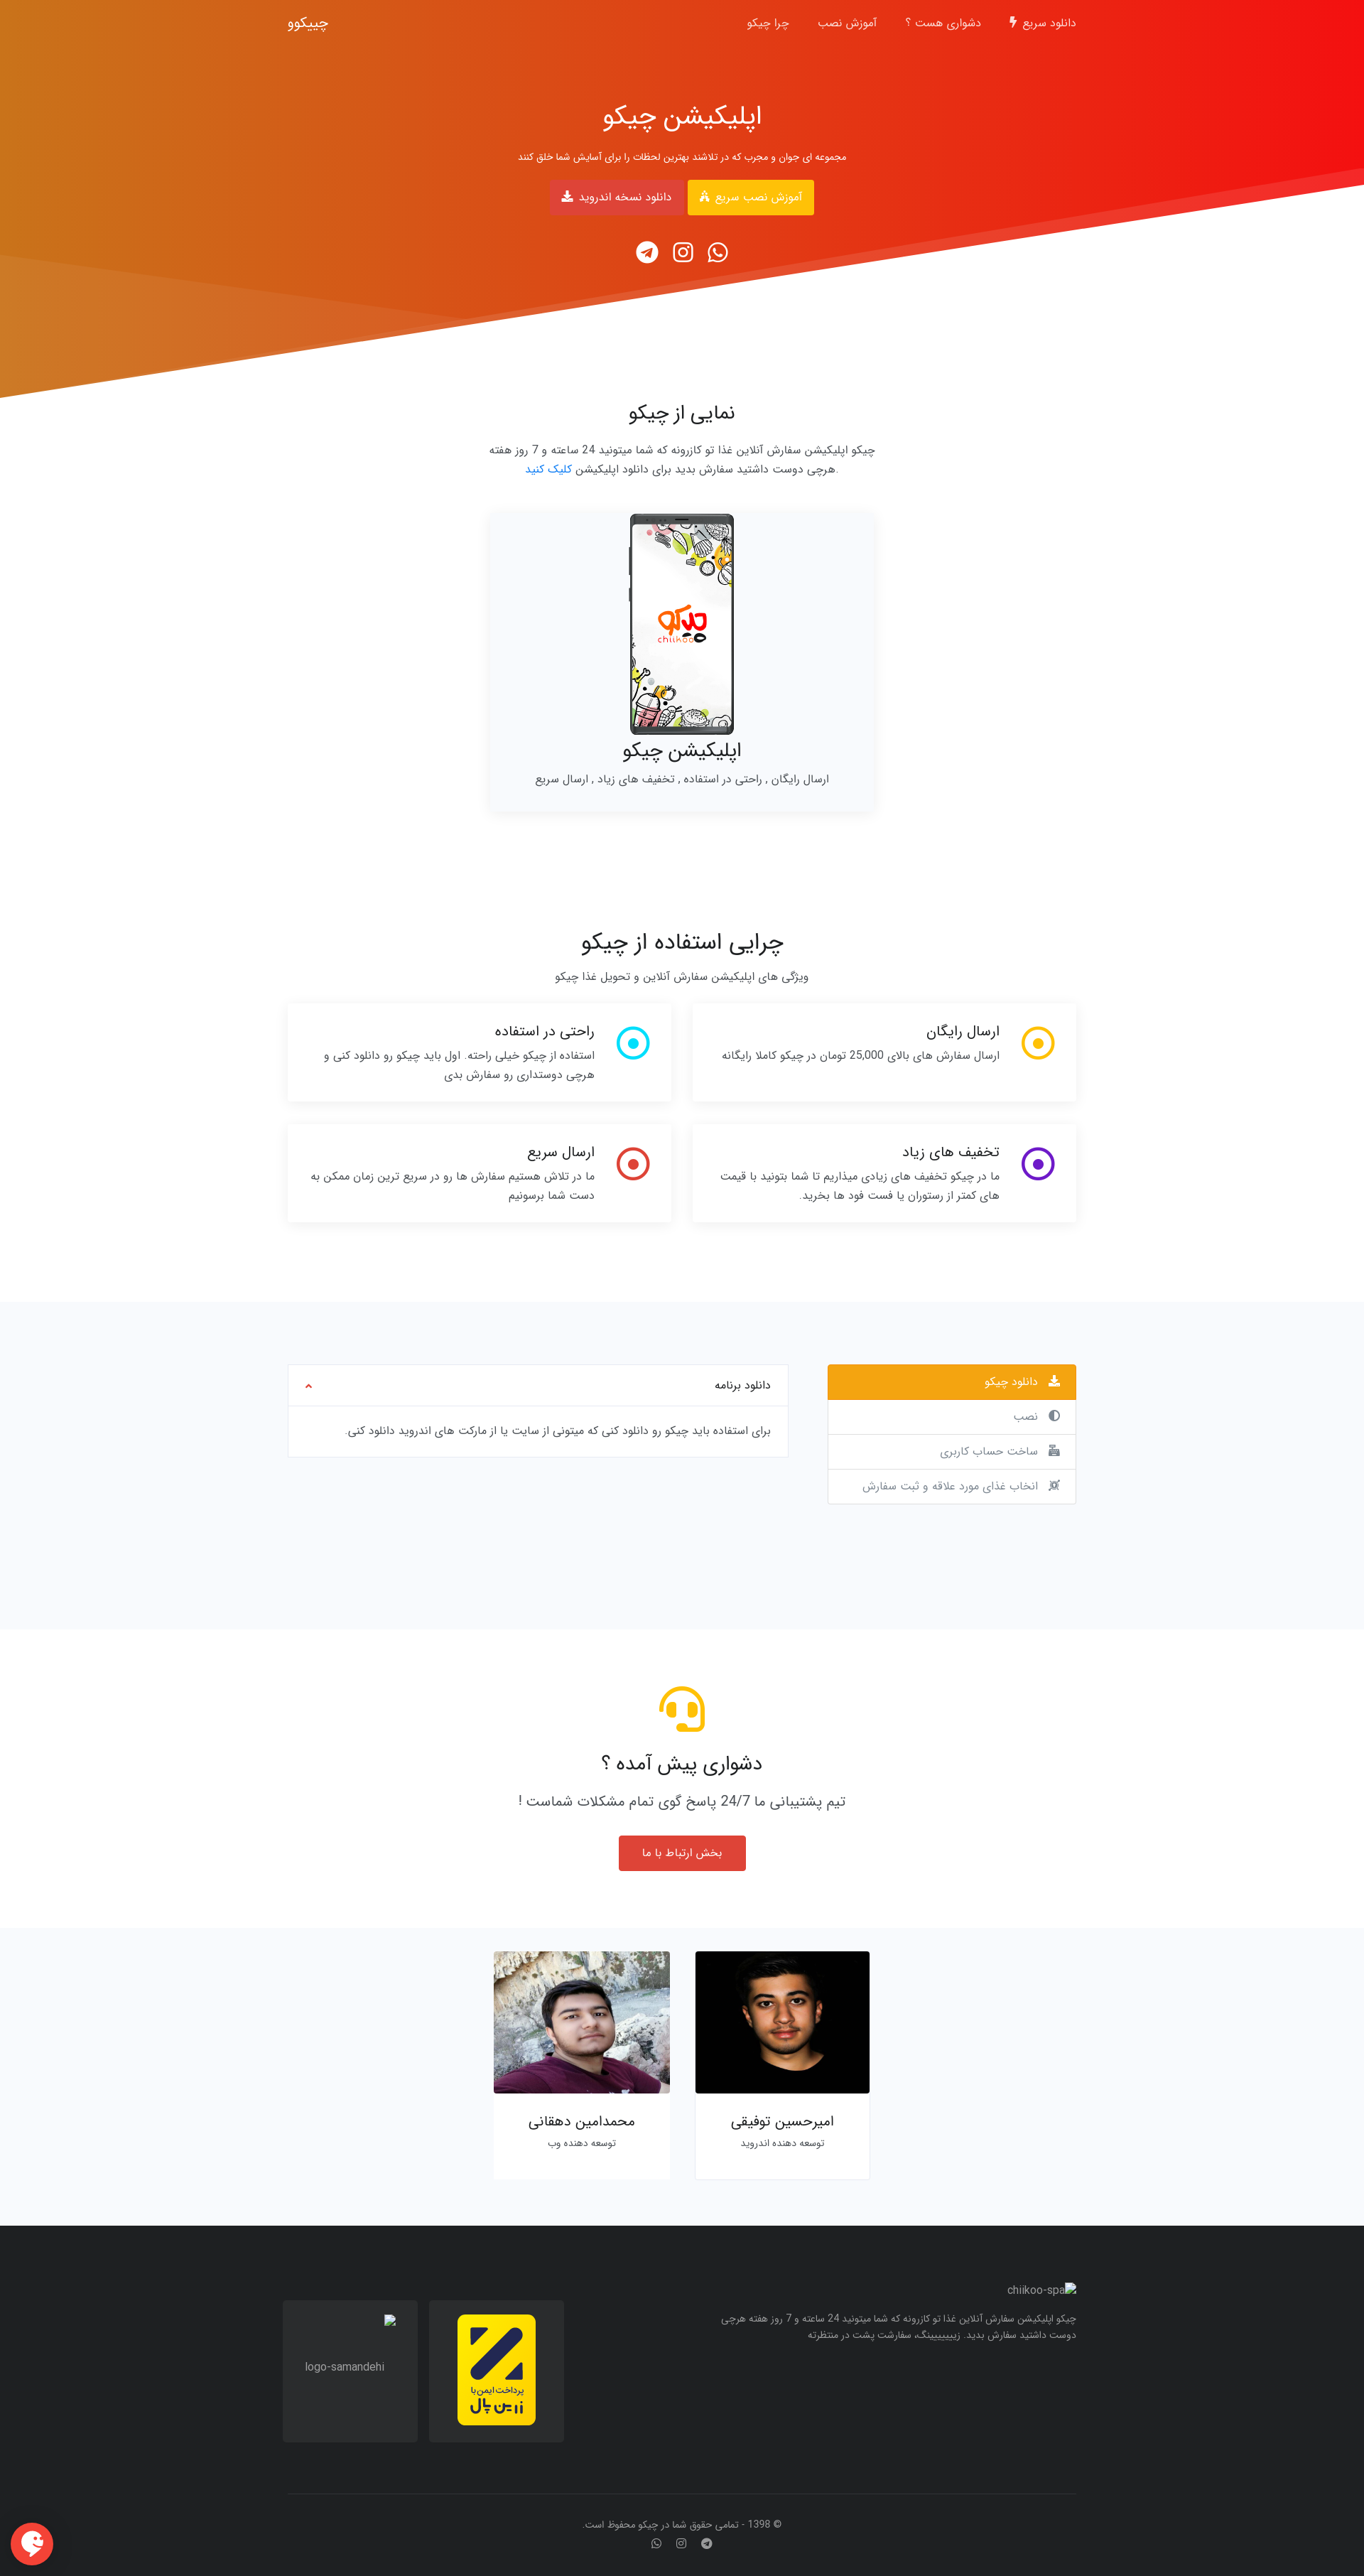 دانلود سریع
دشواری هست ؟
آموزش نصب
چرا چیکو
چییکوو
اپلیکیشن چیکو
مجموعه ای جوان و مجرب که در تلاشند بهترین لحظات را برای آسایش شما خلق کنند
آموزش نصب سریع
دانلود نسخه اندروید
نمایی از چیکو
چیکو اپلیکیشن سفارش آنلاین غذا تو کازرونه که شما میتونید 24 ساعته و 7 روز هفته
هرچی دوست داشتید سفارش بدید برای دانلود اپلیکیشن کلیک کنید.
چیکو
chiikoo
اپلیکیشن چیکو
ارسال رایگان , راحتی در استفاده , تخفیف های زیاد , ارسال سریع
چرایی استفاده از چیکو
ویژگی های اپلیکیشن سفارش آنلاین و تحویل غذا چیکو
ارسال رایگان
ارسال سفارش های بالای 25,000 تومان در چیکو کاملا رایگانه
راحتی در استفاده
استفاده از چیکو خیلی راحته. اول باید چیکو رو دانلود کنی و
هرچی دوستداری رو سفارش بدی
تخفیف های زیاد
ما در چیکو تخفیف های زیادی میذاریم تا شما بتونید با قیمت
های کمتر از رستوران یا فست فود ها بخرید.
ارسال سریع
ما در تلاش هستیم سفارش ها رو در سریع ترین زمان ممکن به
دست شما برسونیم
دانلود چیکو
نصب
ساخت حساب کاربری
انخاب غذای مورد علاقه و ثبت سفارش
دانلود برنامه
برای استفاده باید چیکو رو دانلود کنی که میتونی از سایت یا از مارکت های اندروید دانلود کنی.
دشواری پیش آمده ؟
تیم پشتیبانی ما 24/7 پاسخ گوی تمام مشکلات شماست !
بخش ارتباط با ما
امیرحسین توفیقی
توسعه دهنده اندروید
محمدامین دهقانی
توسعه دهنده وب
chiikoo-spa
چیکو اپلیکیشن سفارش آنلاین غذا تو کازرونه که شما میتونید 24 ساعته و 7 روز هفته هرچی
دوست داشتید سفارش بدید. زیییییینگ، سفارشت پشت در منتظرته
پرداخت ایمن با
زرین پال
logo-samandehi
© 1398 - تمامی حقوق شما در چیکو محفوظ است.